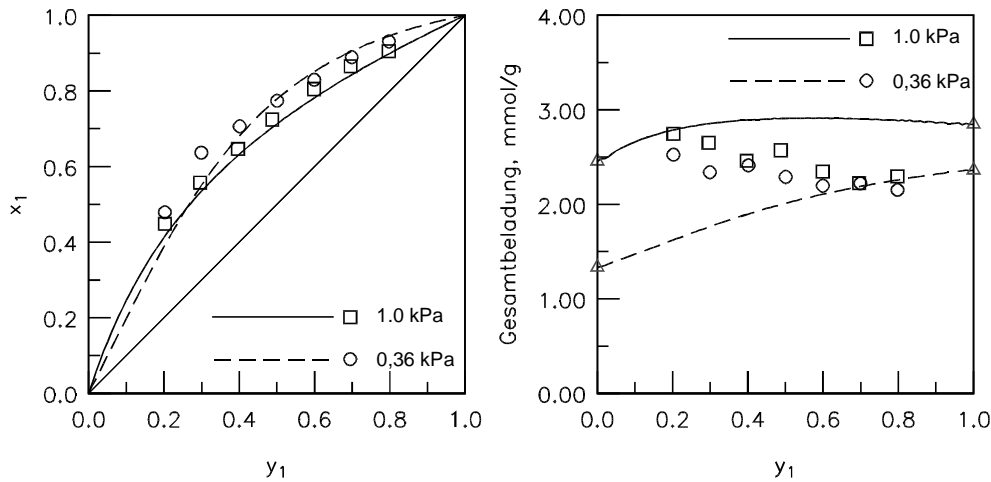 1.0
0.8
0.6
0.4
0.2
0.0
x1
0.0 0.2 0.4 0.6 0.8 1.0
y1
1.0 kPa
0,36 kPa
4.00
3.00
2.00
1.00
0.00
Gesamtbeladung, mmol/g
0.0 0.2 0.4 0.6 0.8 1.0
y1
1.0 kPa
0,36 kPa